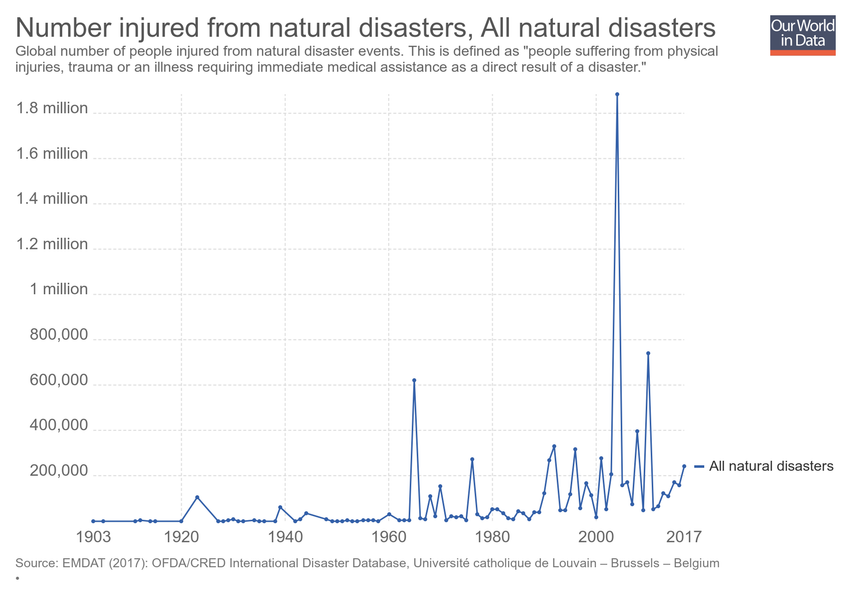 Number injured from natural disasters, All natural disasters
Our World
in Data
Global number of people injured from natural disaster events. This is defined as "people suffering from physical
injuries, trauma or an illness requiring immediate medical assistance as a direct result of a disaster."
1.8 million
1.6 million
1.4 million
1.2 million
1 million
800,000
600,000
400,000
200,000
All natural disasters
1903 1920 1940 1960 1980 2000 2017
Source: EMDAT (2017): OFDA/CRED International Disaster Database, Université catholique de Louvain – Brussels – Belgium
•